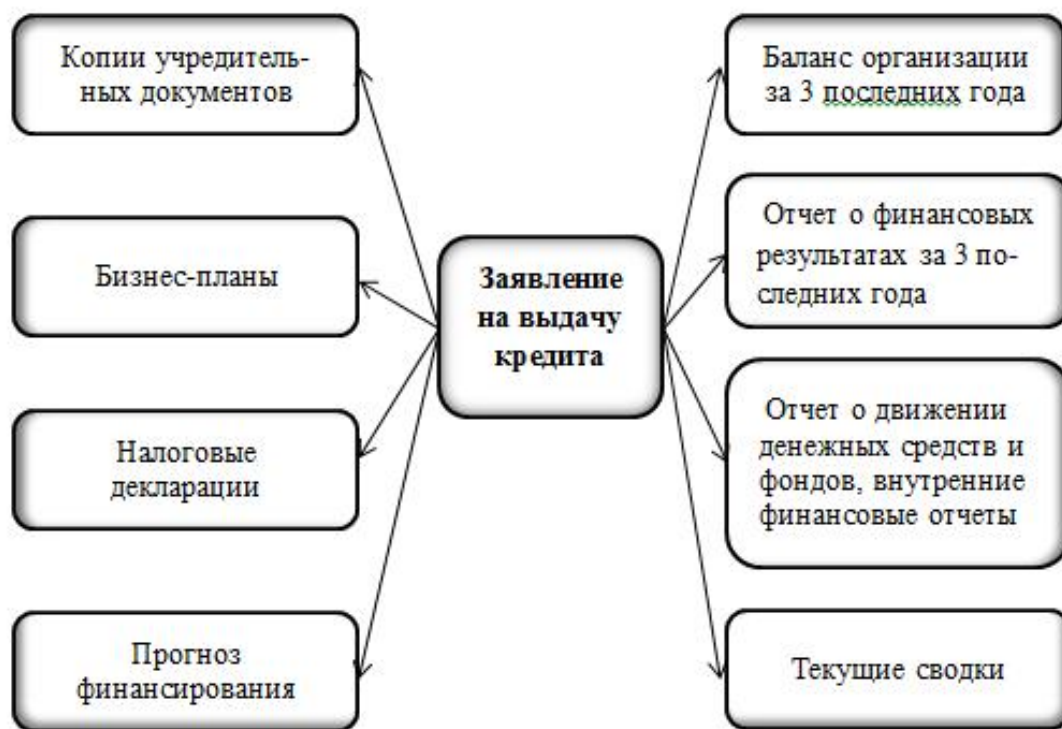 Копии учредитель-
ных документов
Бизнес-планы
Налоговые
декларации
Прогноз
финансирования
Заявление
на выдачу
кредита
Баланс организации
за 3 последних года
Отчет о финансовых
результатах за 3 по-
следних года
Отчет о движении
денежных средств и
фондов, внутренние
финансовые отчеты
Текущие сводки